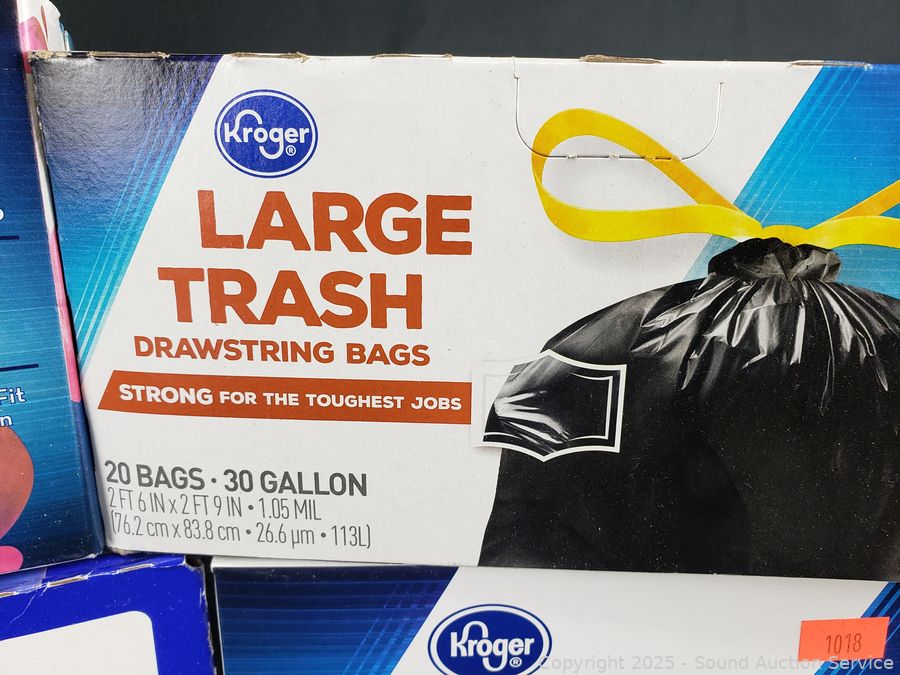 Kroger®
LARGE
TRASH
DRAWSTRING BAGS
STRONG FOR THE TOUGHEST JOBS
20 BAGS · 30 GALLON
2 FT 6 IN x 2 FT 9 IN • 1.05 MIL
(76.2 cm x 83.8 cm • 26.6 µm • 113L)
Fit
Kroger®
1018
Copyright 2025 - Sound Auction Service